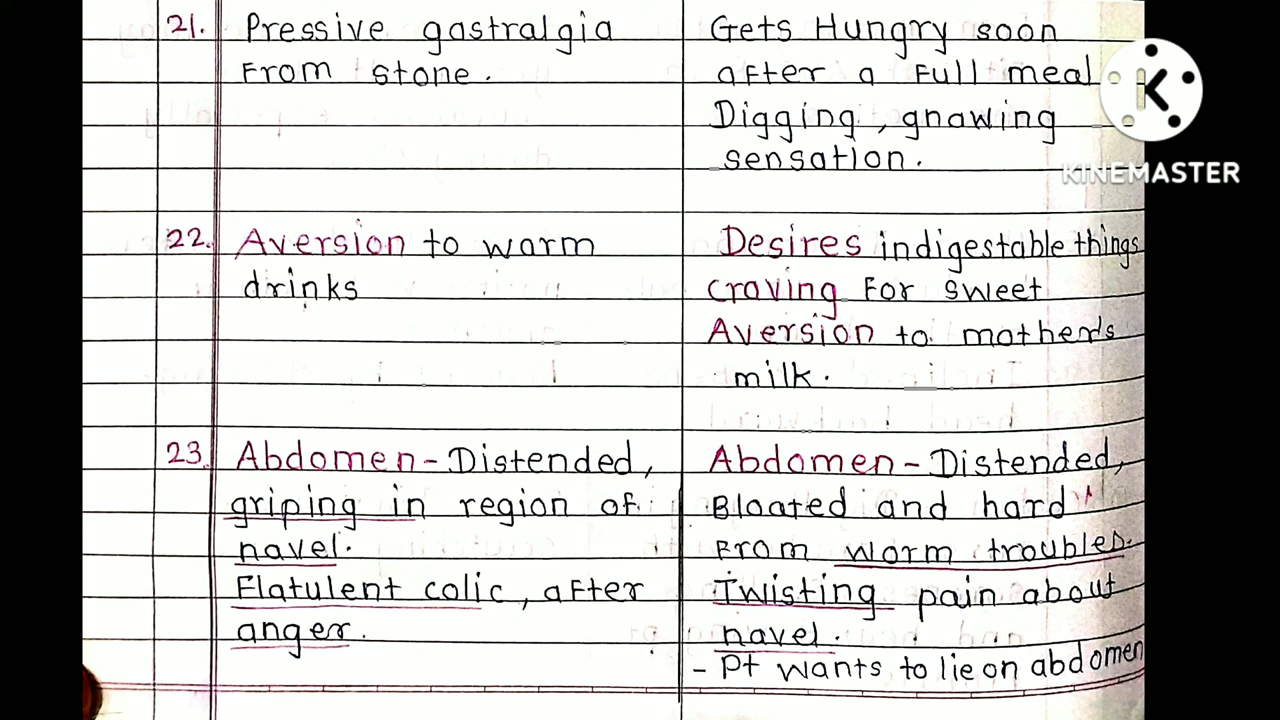 21. Pressive gastralgia
From stone.
Gets Hungry soon
after a Full meal
Digging, gnawing
sensation.
KINEMASTER
22. Aversion to warm
drinks
Desires indigestable things
craving For sweet
Aversion to mother's
milk.
23. Abdomen - Distended,
griping in region of
navel.
Flatulent colic, after
anger.
Abdomen - Distended,
Bloated and hard
From worm troubles.
Twisting pain about
navel.
- Pt wants to lie on abdomen